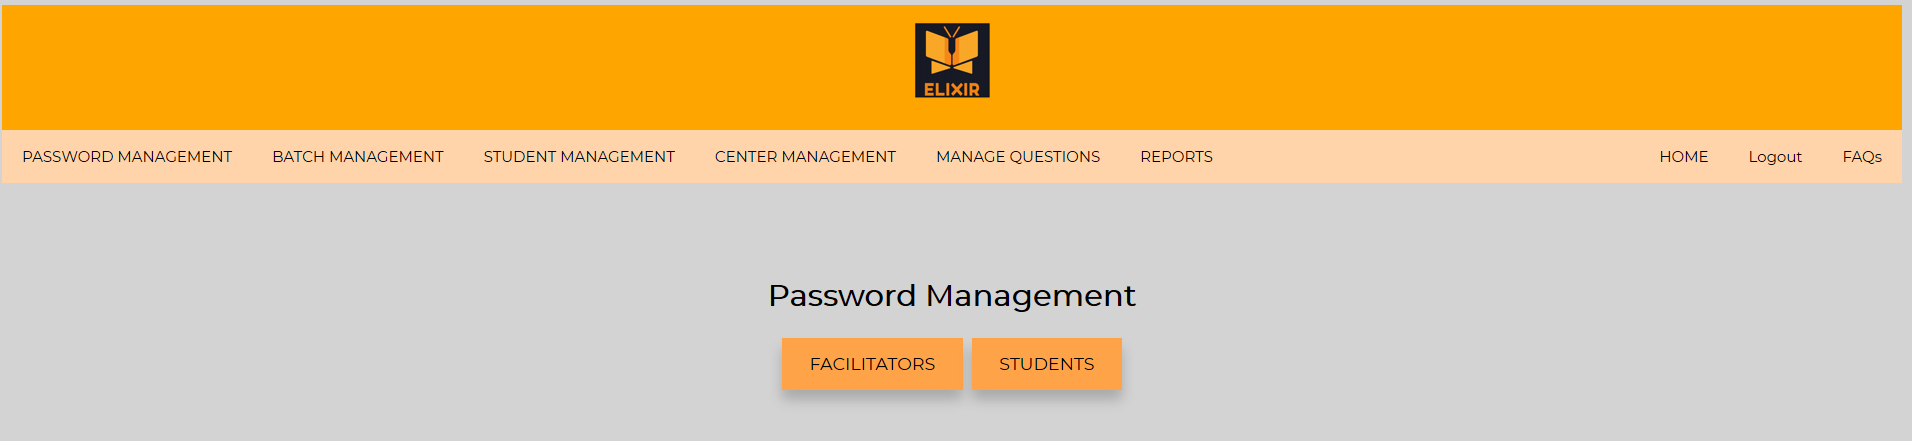 ELIXIR
PASSWORD MANAGEMENT BATCH MANAGEMENT STUDENT MANAGEMENT CENTER MANAGEMENT MANAGE QUESTIONS REPORTS HOME Logout FAQs
Password Management
FACILITATORS STUDENTS